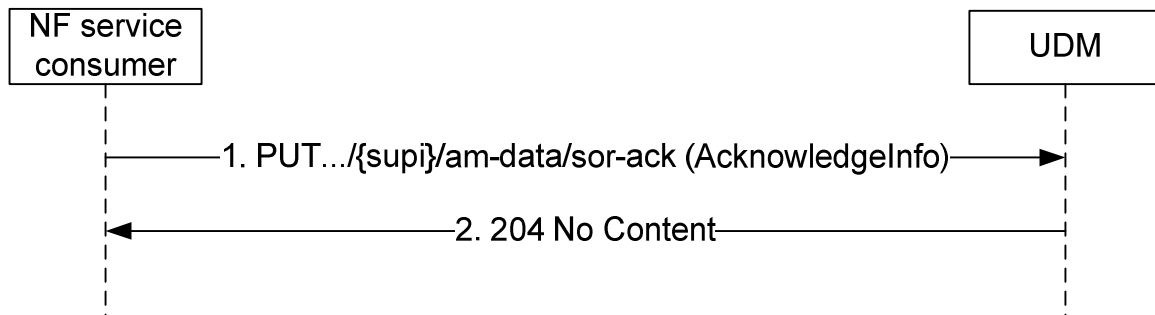 NF service
consumer
UDM
1. PUT.../{supi}/am-data/sor-ack (AcknowledgeInfo)
2. 204 No Content